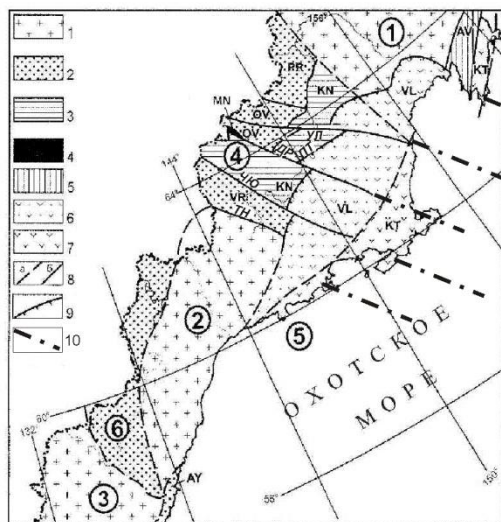 1
2
3
4
5
6
7
а б 8
9
10
156°
1
AV
KT
PR
KN
VL
MN
OV
OV
УП
4
144°
64°
KN
VR
ТН
VL
KT
2
5
ОХОТСКОЕ
МОРЕ
60°
132°
6
3
AY
55°
150°